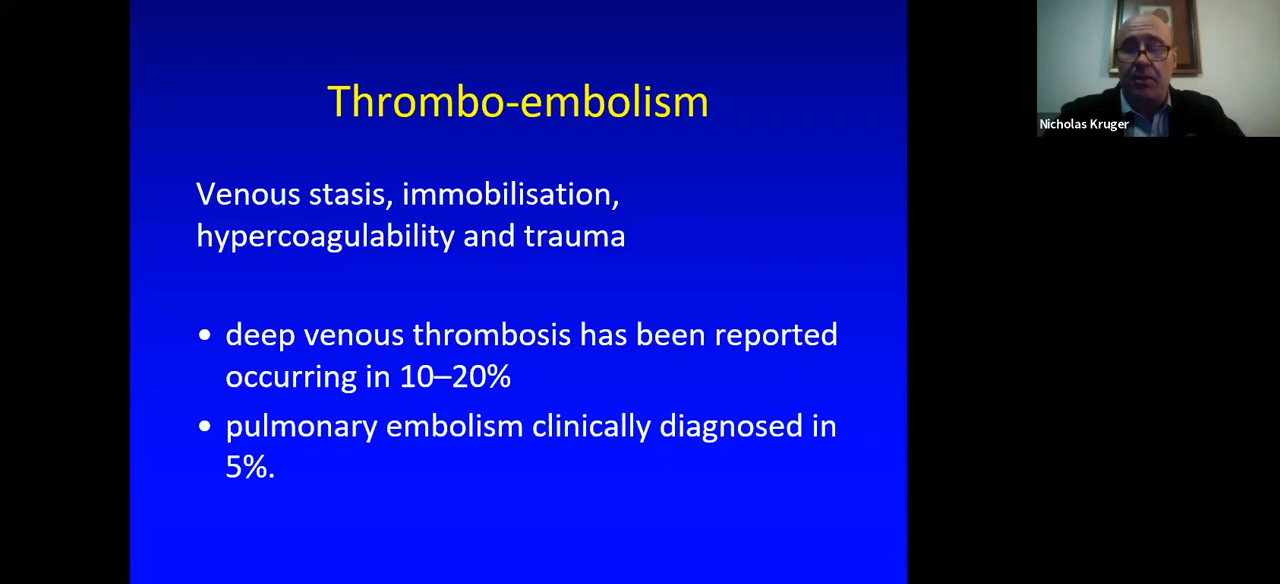 Thrombo-embolism
Venous stasis, immobilisation,
hypercoagulability and trauma
• deep venous thrombosis has been reported
occurring in 10–20%
• pulmonary embolism clinically diagnosed in
5%.
Nicholas Kruger